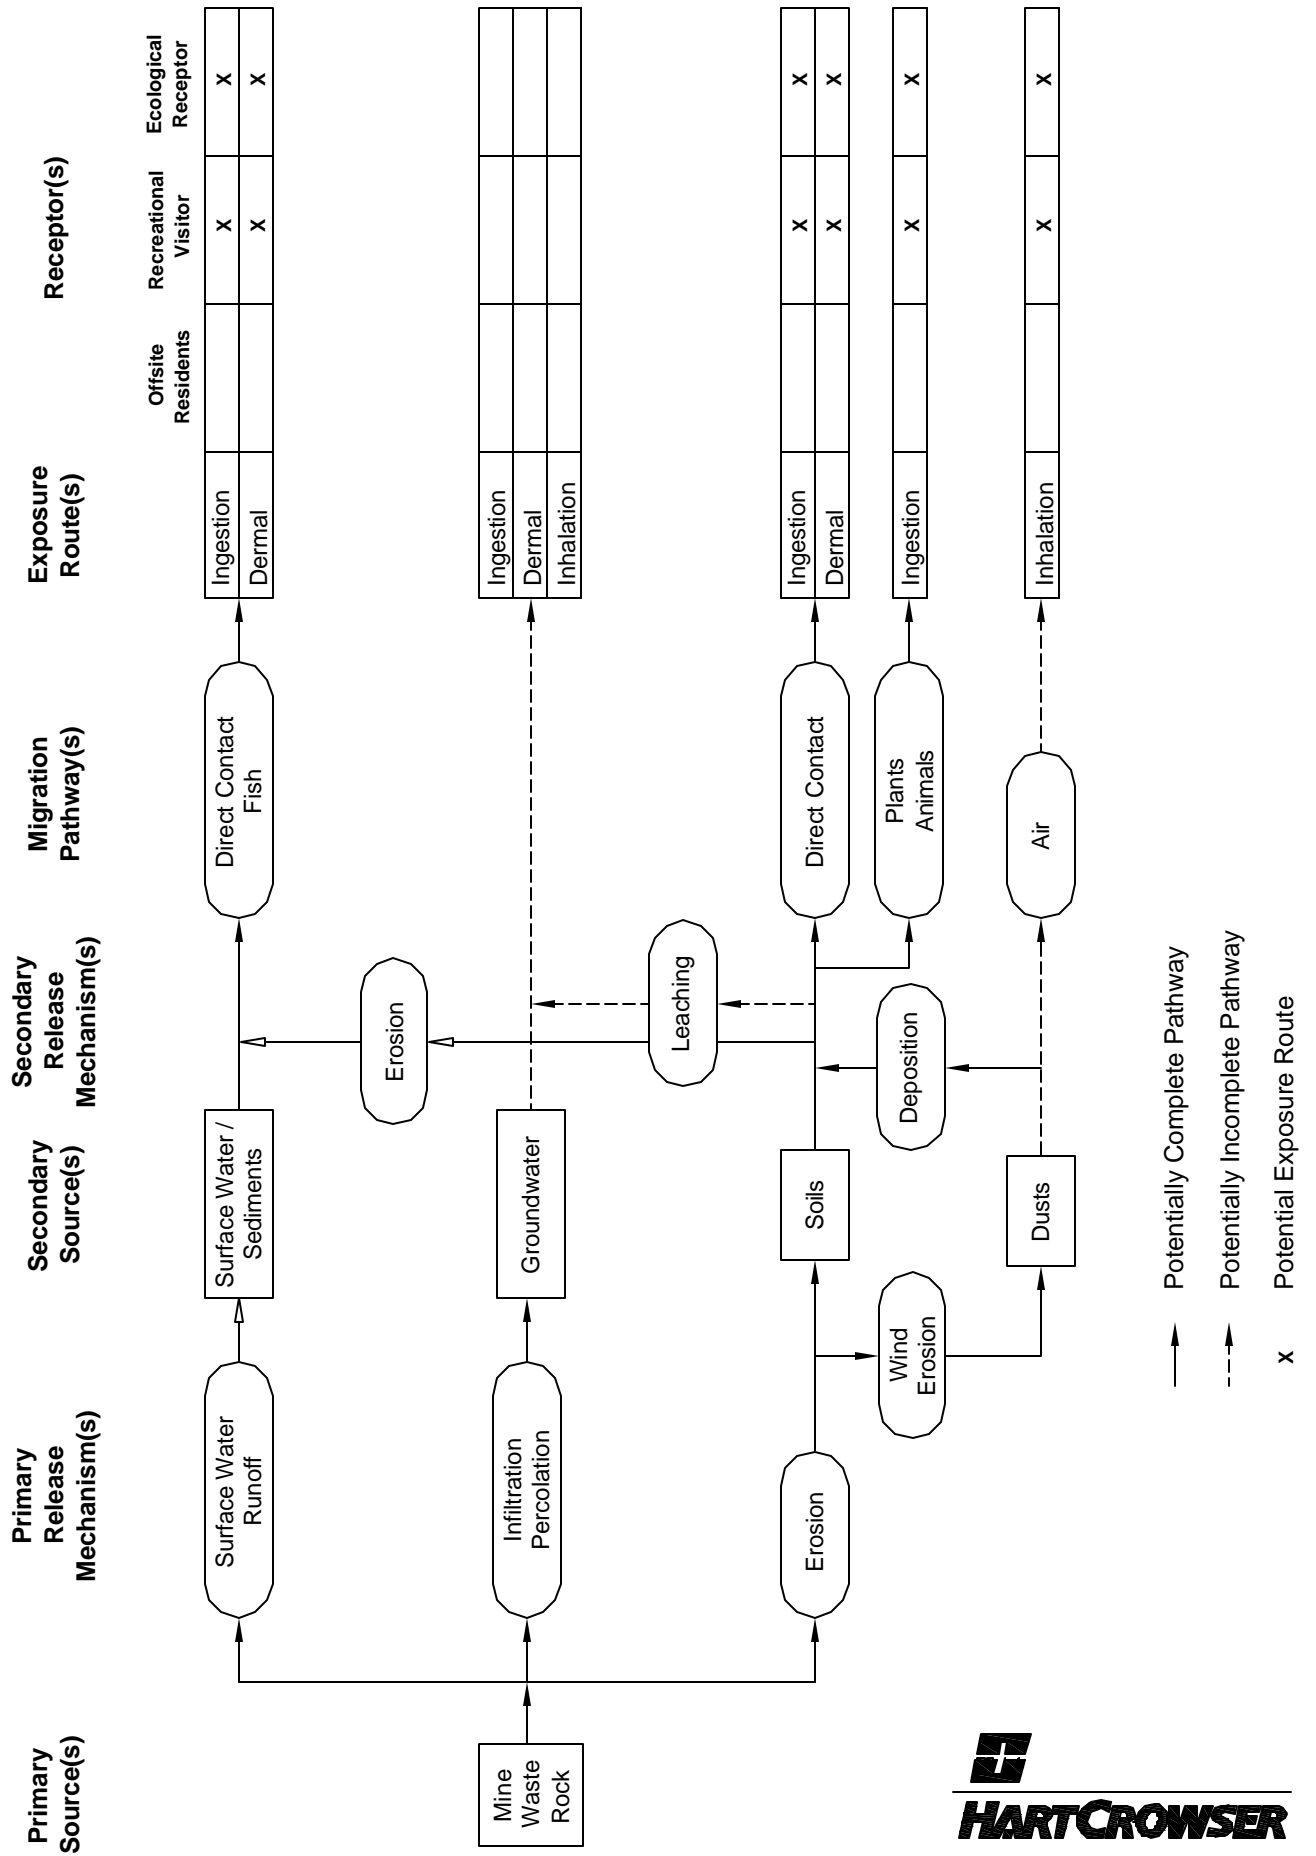 Primary
Source(s)
Primary
Release
Mechanism(s)
Secondary
Source(s)
Secondary
Release
Mechanism(s)
Migration
Pathway(s)
Exposure
Route(s)
Receptor(s)
Offsite
Residents
Recreational
Visitor
Ecological
Receptor
Mine
Waste
Rock
Surface Water
Runoff
Surface Water /
Sediments
Direct Contact
Fish
Ingestion
X
X
Dermal
X
X
Erosion
Infiltration
Percolation
Groundwater
Ingestion
Dermal
Inhalation
Leaching
Erosion
Soils
Direct Contact
Ingestion
X
X
Dermal
X
X
Wind
Erosion
Deposition
Plants
Animals
Ingestion
X
X
Dusts
Air
Inhalation
X
X
Potentially Complete Pathway
Potentially Incomplete Pathway
x
Potential Exposure Route
HARTCROWSER